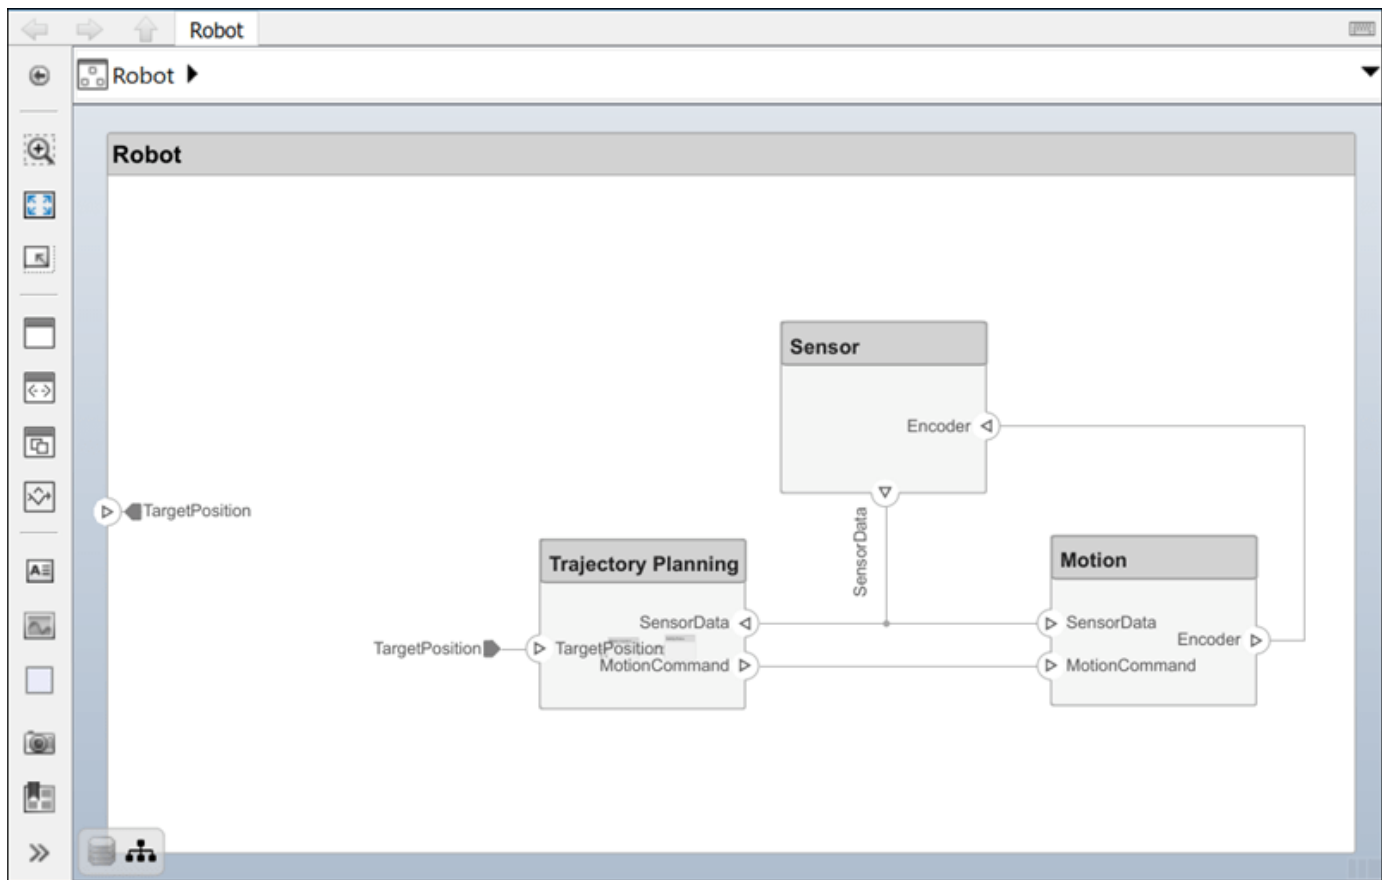 Robot
Robot
Robot
Sensor
Encoder
TargetPosition
SensorData
Trajectory Planning
Motion
SensorData
SensorData
Encoder
TargetPosition
TargetPosition
MotionCommand
MotionCommand